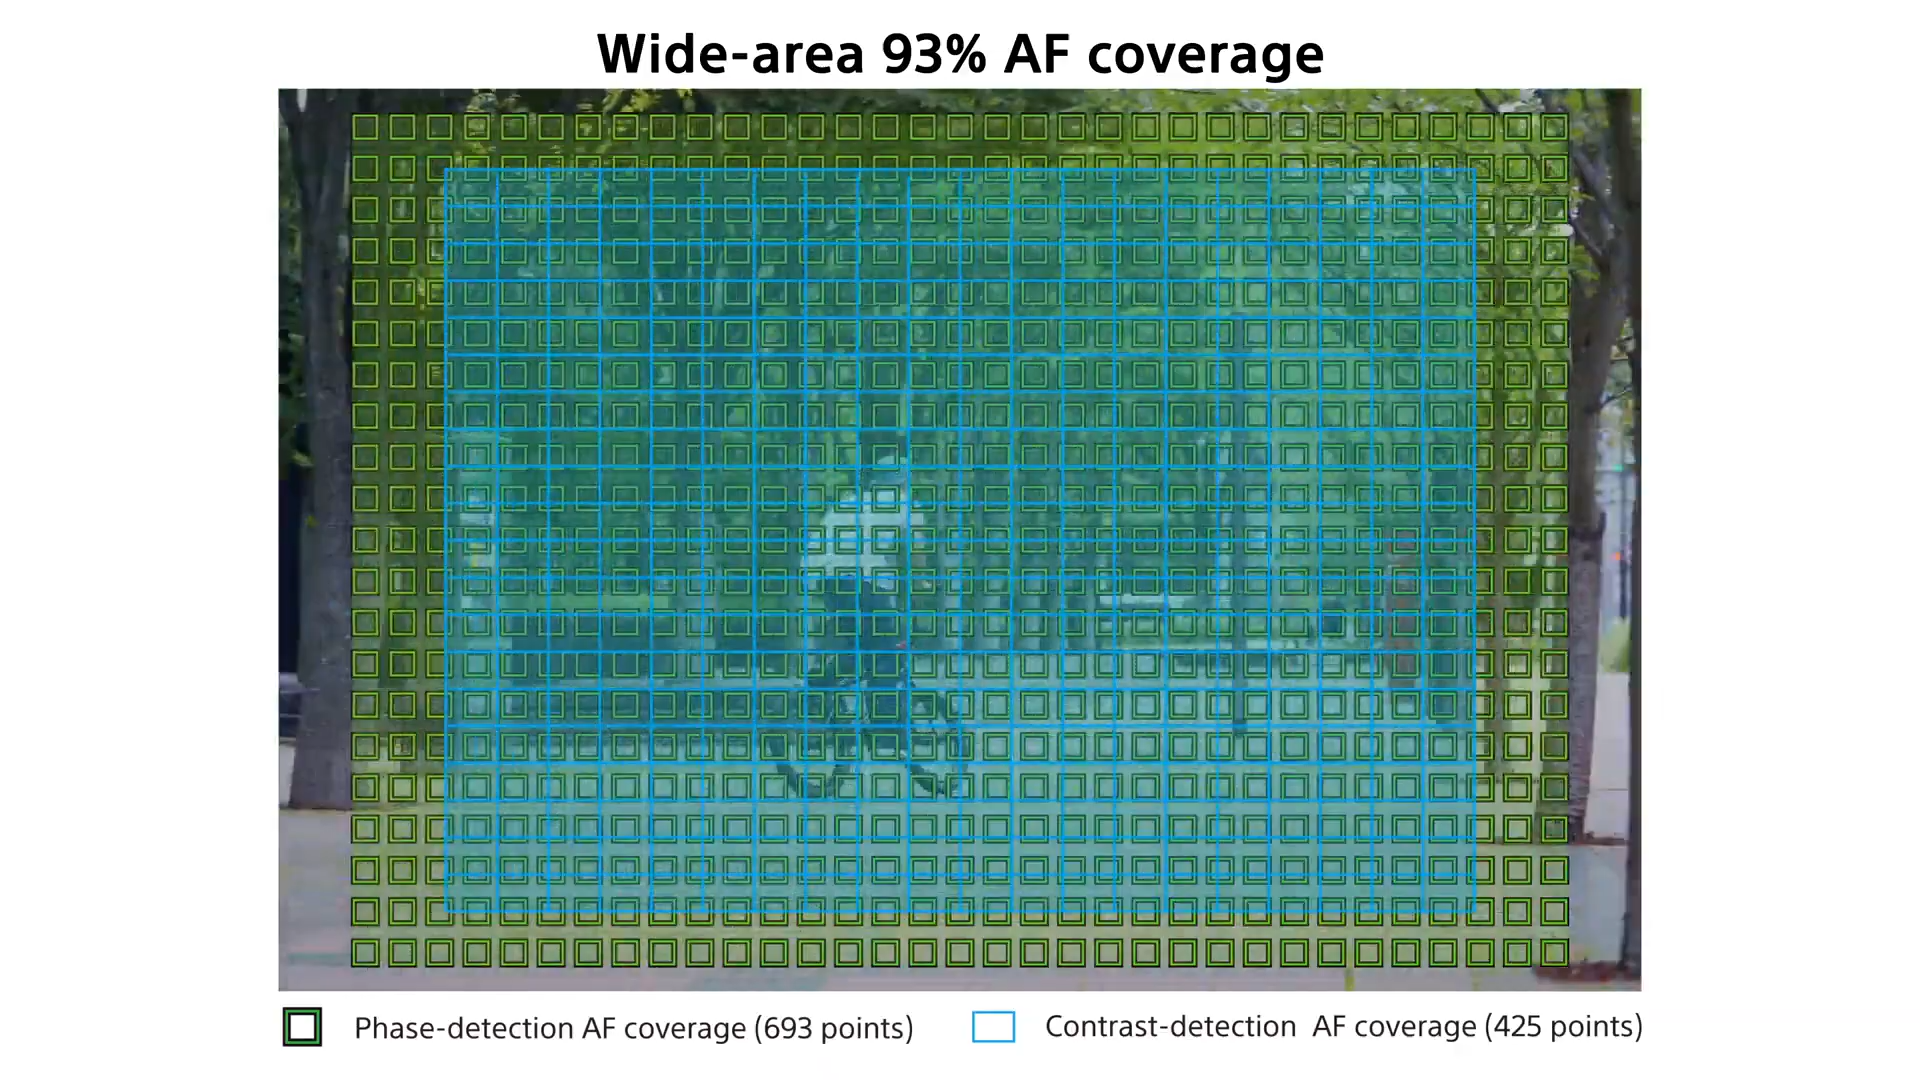 Wide-area 93% AF coverage
Phase-detection AF coverage (693 points)
Contrast-detection AF coverage (425 points)